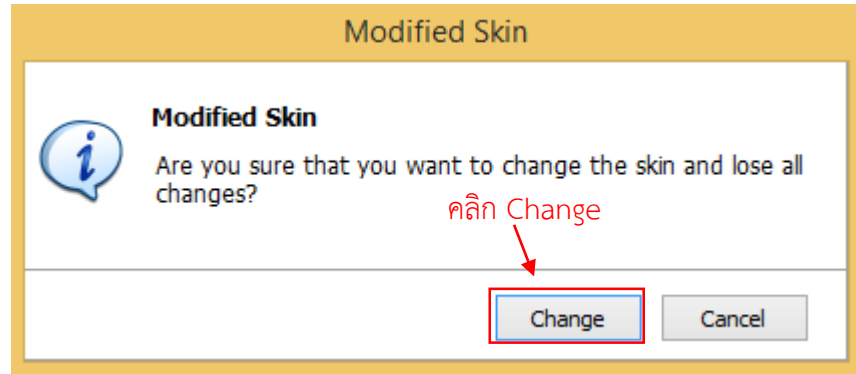 Modified Skin
Modified Skin
Are you sure that you want to change the skin and lose all
changes?
คลิก Change
Change
Cancel